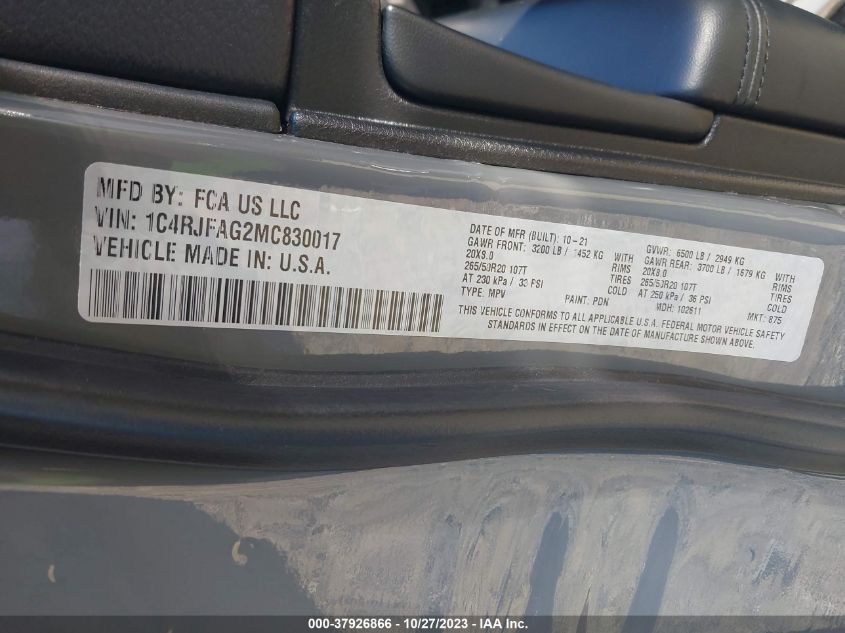 MFD BY: FCA US LLC
VIN: 1C4RJFAG2MC830017
VEHICLE MADE IN: U.S.A.
DATE OF MFR (BUILT): 10-21 GVWR: 6500 LB / 2949 KG
GAWR FRONT: 3200 LB / 1452 KG WITH GAWR REAR: 3700 LB / 1679 KG WITH
20X8.0 RIMS 20X8.0 RIMS
265/50R20 107T TIRES 265/50R20 107T TIRES
AT 230 kPa / 33 PSI COLD AT 250 kPa / 36 PSI COLD
TYPE: MPV PAINT: PDN MDH: 102611 MKT: 875
THIS VEHICLE CONFORMS TO ALL APPLICABLE U.S.A. FEDERAL MOTOR VEHICLE SAFETY
STANDARDS IN EFFECT ON THE DATE OF MANUFACTURE SHOWN ABOVE.
000-37926866 - 10/27/2023 - IAA Inc.